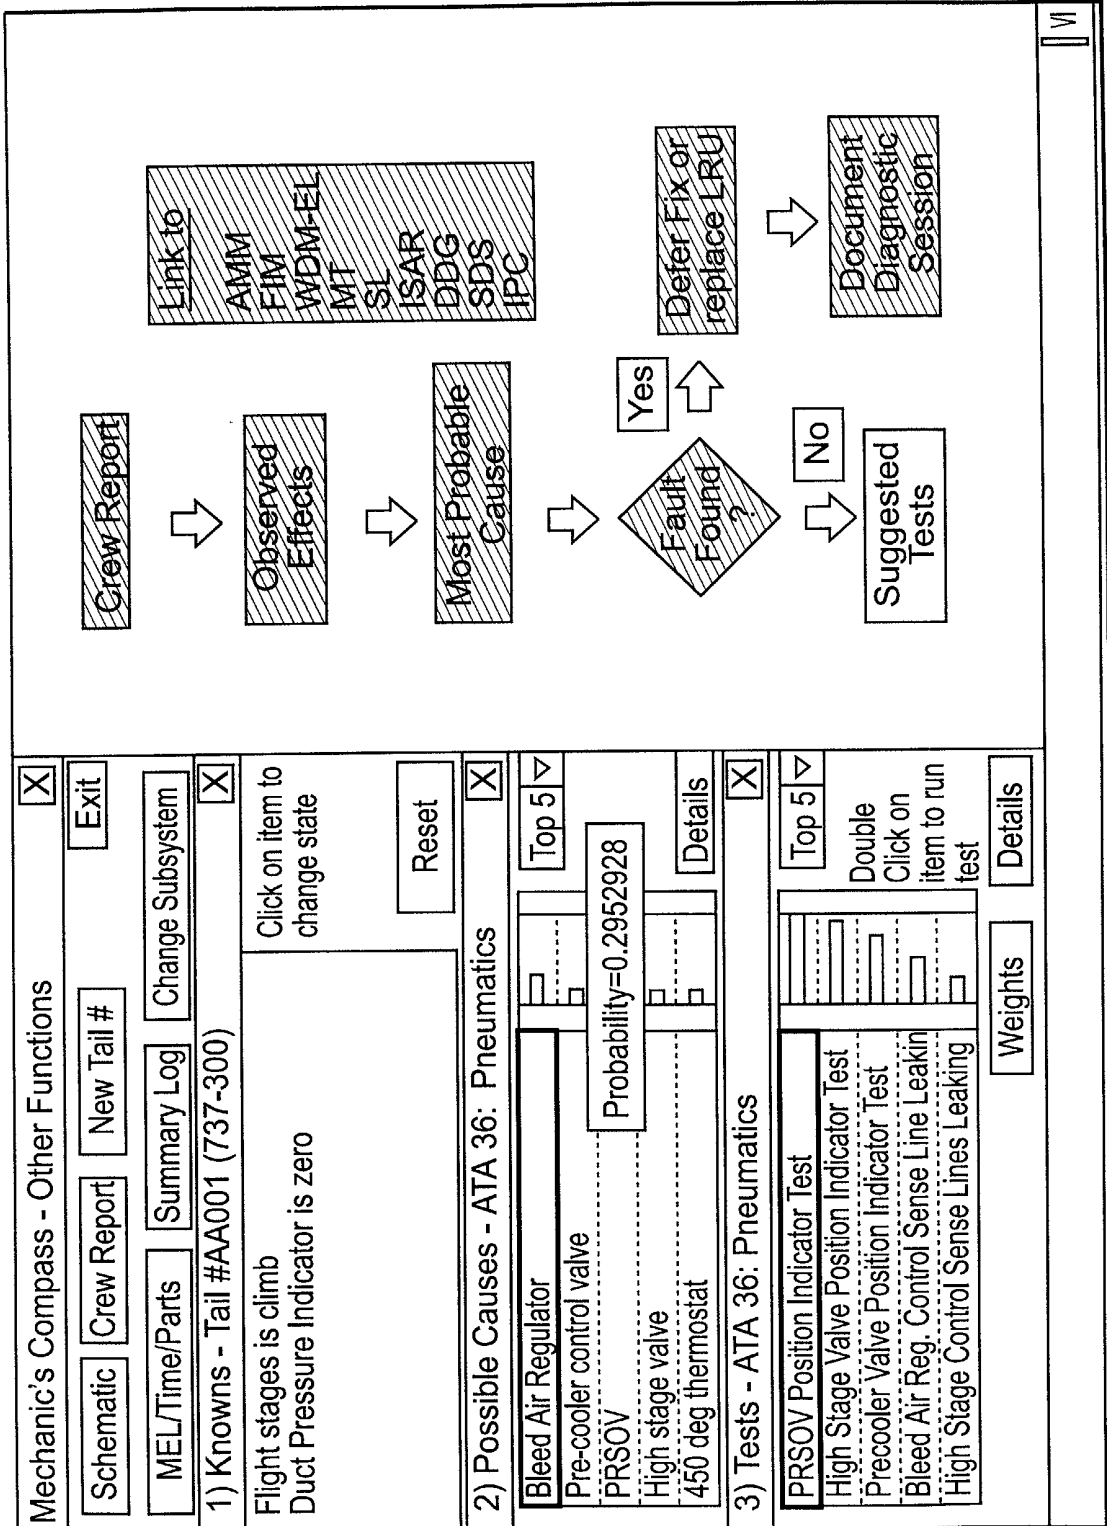 Mechanic's Compass - Other Functions
X
Schematic
Crew Report
New Tail #
Exit
MEL/Time/Parts
Summary Log
Change Subsystem
1) Knowns - Tail #AA001 (737-300)
X
Flight stages is climb
Duct Pressure Indicator is zero
Click on item to
change state
Reset
2) Possible Causes - ATA 36: Pneumatics
X
Bleed Air Regulator
Pre-cooler control valve
PRSOV
High stage valve
450 deg thermostat
Top 5
Probability=0.2952928
Details
3) Tests - ATA 36: Pneumatics
X
PRSOV Position Indicator Test
High Stage Valve Position Indicator Test
Precooler Valve Position Indicator Test
Bleed Air Reg. Control Sense Line Leakin
High Stage Control Sense Lines Leaking
Top 5
Double
Click on
item to run
test
Weights
Details
Crew Report
Observed
Effects
Most Probable
Cause
Fault
Found
?
Yes
No
Suggested
Tests
Link to
AMM
FIM
WDM-EL
MT
SL
ISAR
DDG
SDS
IPC
Defer Fix or
replace LRU
Document
Diagnostic
Session